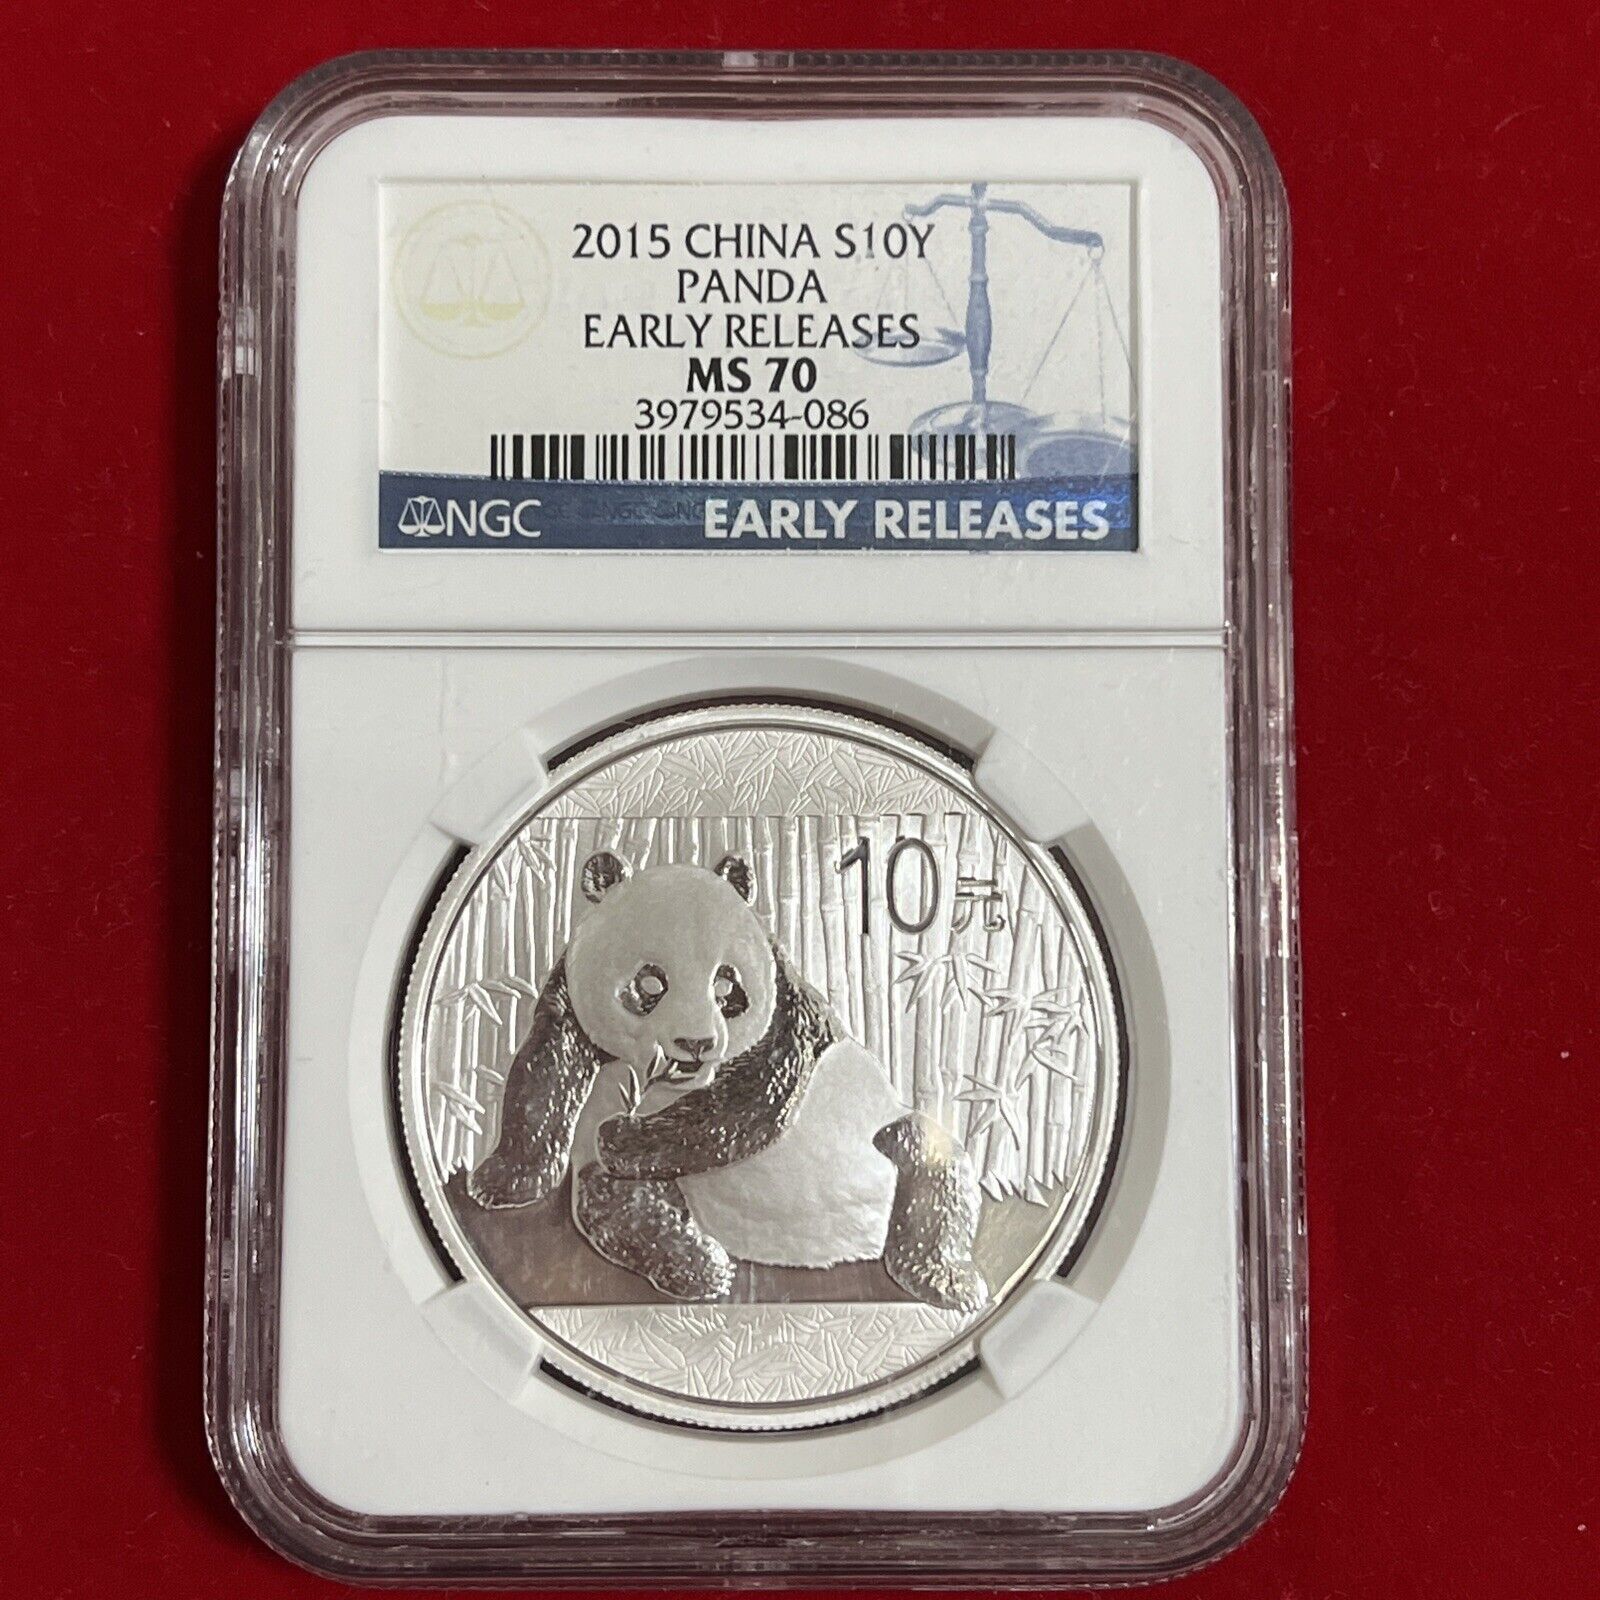 2015 CHINA S10Y
PANDA
EARLY RELEASES
MS 70
3979534-086
NGC EARLY RELEASES
10元